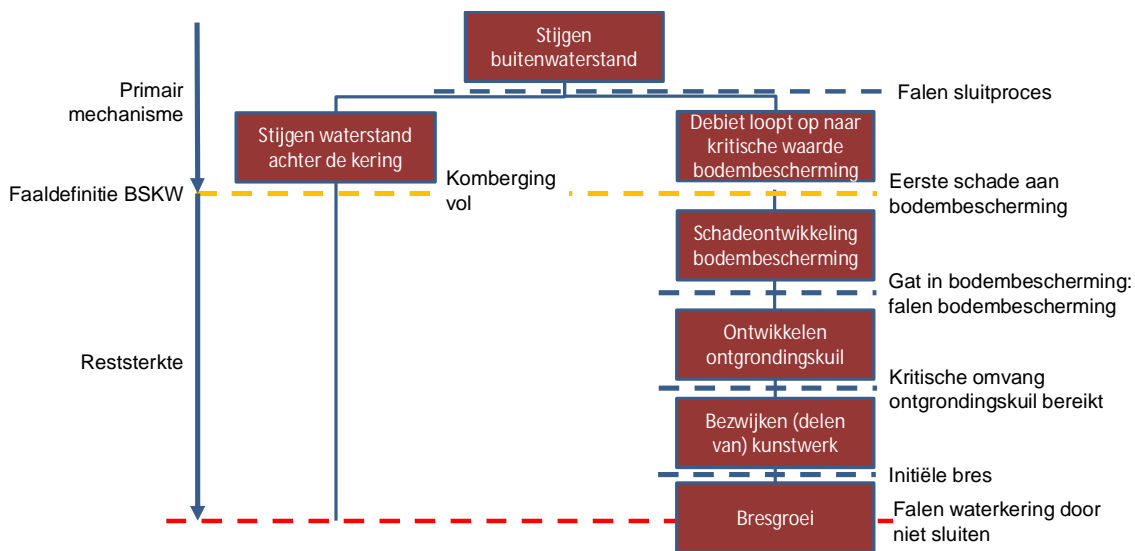 Stijgen
buitenwaterstand
Primair
mechanisme
Falen sluitproces
Stijgen waterstand
achter de kering
Debiet loopt op naar
kritische waarde
bodembescherming
Faaldefinitie BSKW
Komberging
vol
Eerste schade aan
bodembescherming
Schadeontwikkeling
bodembescherming
Gat in bodembescherming:
falen bodembescherming
Reststerkte
Ontwikkelen
ontgrondingskuil
Kritische omvang
ontgrondingskuil bereikt
Bezwijken (delen
van) kunstwerk
Initiële bres
Bresgroei
Falen waterkering door
niet sluiten